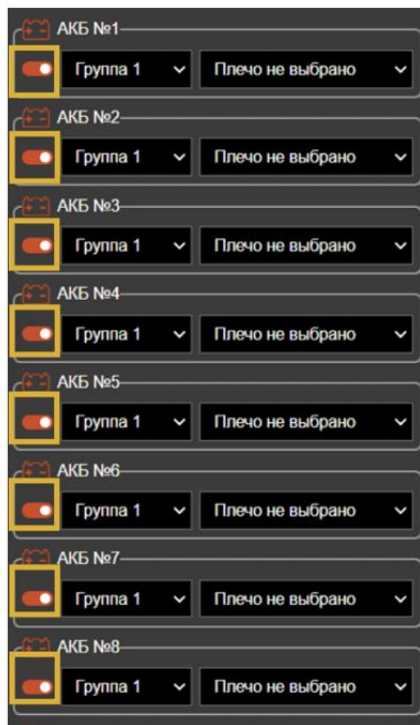 АКБ №1
Группа 1 Плечо не выбрано
АКБ №2
Группа 1 Плечо не выбрано
АКБ №3
Группа 1 Плечо не выбрано
АКБ №4
Группа 1 Плечо не выбрано
АКБ №5
Группа 1 Плечо не выбрано
АКБ №6
Группа 1 Плечо не выбрано
АКБ №7
Группа 1 Плечо не выбрано
АКБ №8
Группа 1 Плечо не выбрано